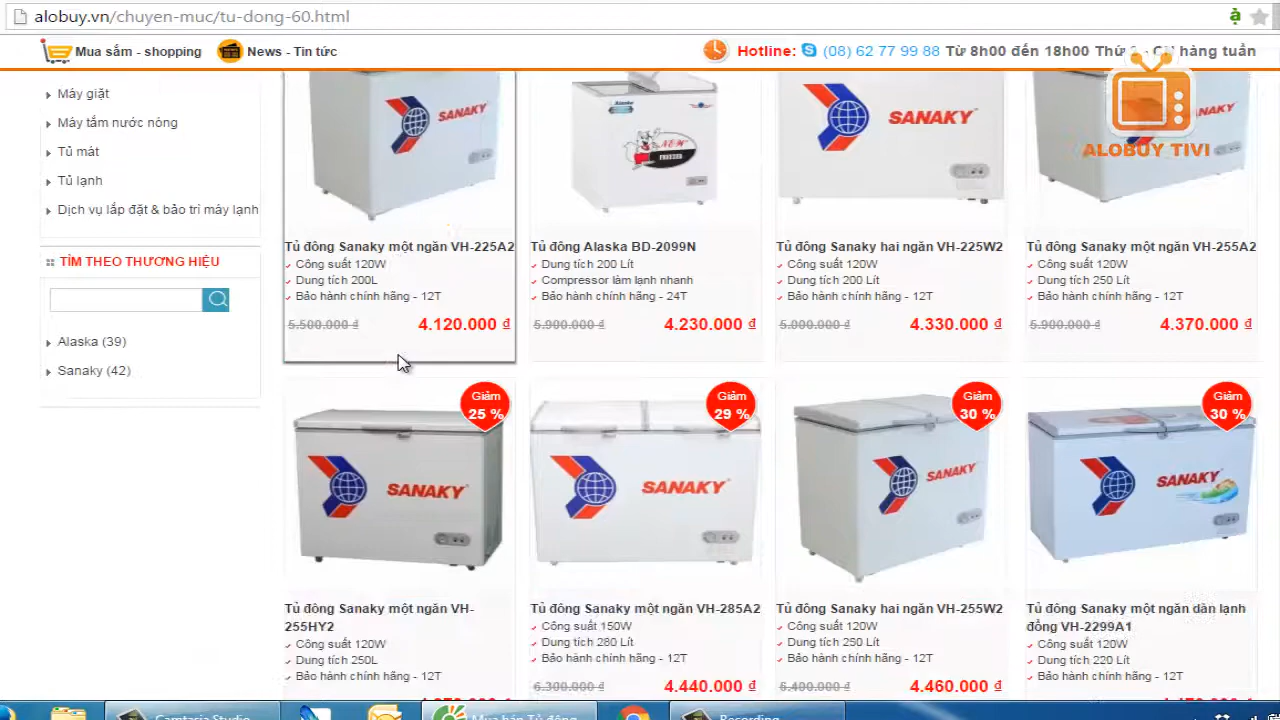 alobuy.vn/chuyen-muc/tu-dong-60.html
Mua sắm - shopping
News - Tin tức
Hotline: (08) 62 77 99 88 Từ 8h00 đến 18h00 Thứ - CN hàng tuần
ALOBUY TIVI
Máy giặt
Máy tắm nước nóng
Tủ mát
Tủ lạnh
Dịch vụ lắp đặt & bảo trì máy lạnh
TÌM THEO THƯƠNG HIỆU
Alaska (39)
Sanaky (42)
SANAKY
Tủ đông Sanaky một ngăn VH-225A2
Công suất 120W
Dung tích 200L
Bảo hành chính hãng - 12T
5.500.000 đ
4.120.000 đ
Alaska
Tủ đông Alaska BD-2099N
Dung tích 200 Lít
Compressor làm lạnh nhanh
Bảo hành chính hãng - 24T
5.900.000 đ
4.230.000 đ
SANAKY
Tủ đông Sanaky hai ngăn VH-225W2
Công suất 120W
Dung tích 200 Lít
Bảo hành chính hãng - 12T
4.330.000 đ
Tủ đông Sanaky một ngăn VH-255A2
Công suất 120W
Dung tích 250 Lít
Bảo hành chính hãng - 12T
5.900.000 đ
4.370.000 đ
Giảm
25 %
SANAKY
Tủ đông Sanaky một ngăn VH-
255HY2
Công suất 120W
Dung tích 250L
Bảo hành chính hãng - 12T
Giảm
29 %
SANAKY
Tủ đông Sanaky một ngăn VH-285A2
Công suất 150W
Dung tích 280 Lít
Bảo hành chính hãng - 12T
6.300.000 đ
4.440.000 đ
Giảm
30 %
SANAKY
Tủ đông Sanaky hai ngăn VH-255W2
Công suất 120W
Dung tích 250 Lít
Bảo hành chính hãng - 12T
6.400.000 đ
4.460.000 đ
Giảm
30 %
SANAKY
Tủ đông Sanaky một ngăn dàn lạnh
đồng VH-2299A1
Công suất 120W
Dung tích 220 Lít
Bảo hành chính hãng - 12T
Camtasia Studio
Mua bán Tủ đông
Recording